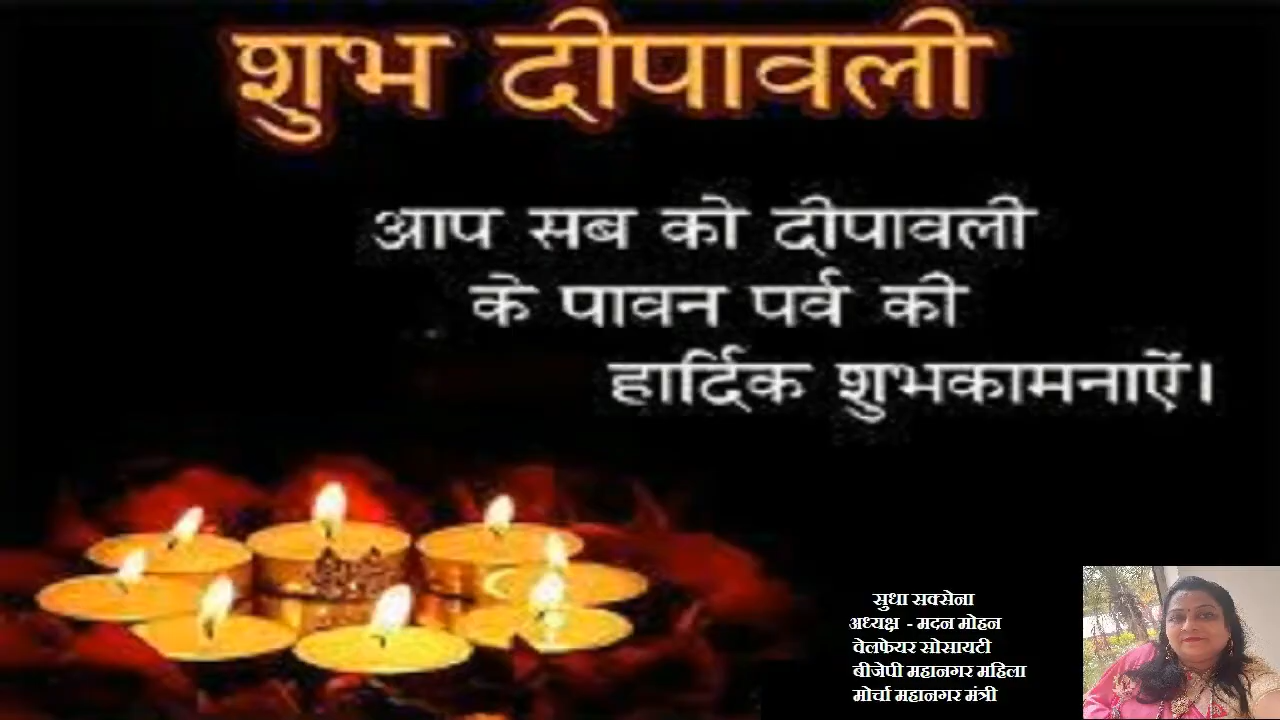 शुभ दीपावली
आप सब को दीपावली
के पावन पर्व की
हार्दिक शुभकामनाऐं।
सुधा सक्सेना
अध्यक्ष - मदन मोहन
वेलफेयर सोसायटी
बीजेपी महानगर महिला
मोर्चा महानगर मंत्री